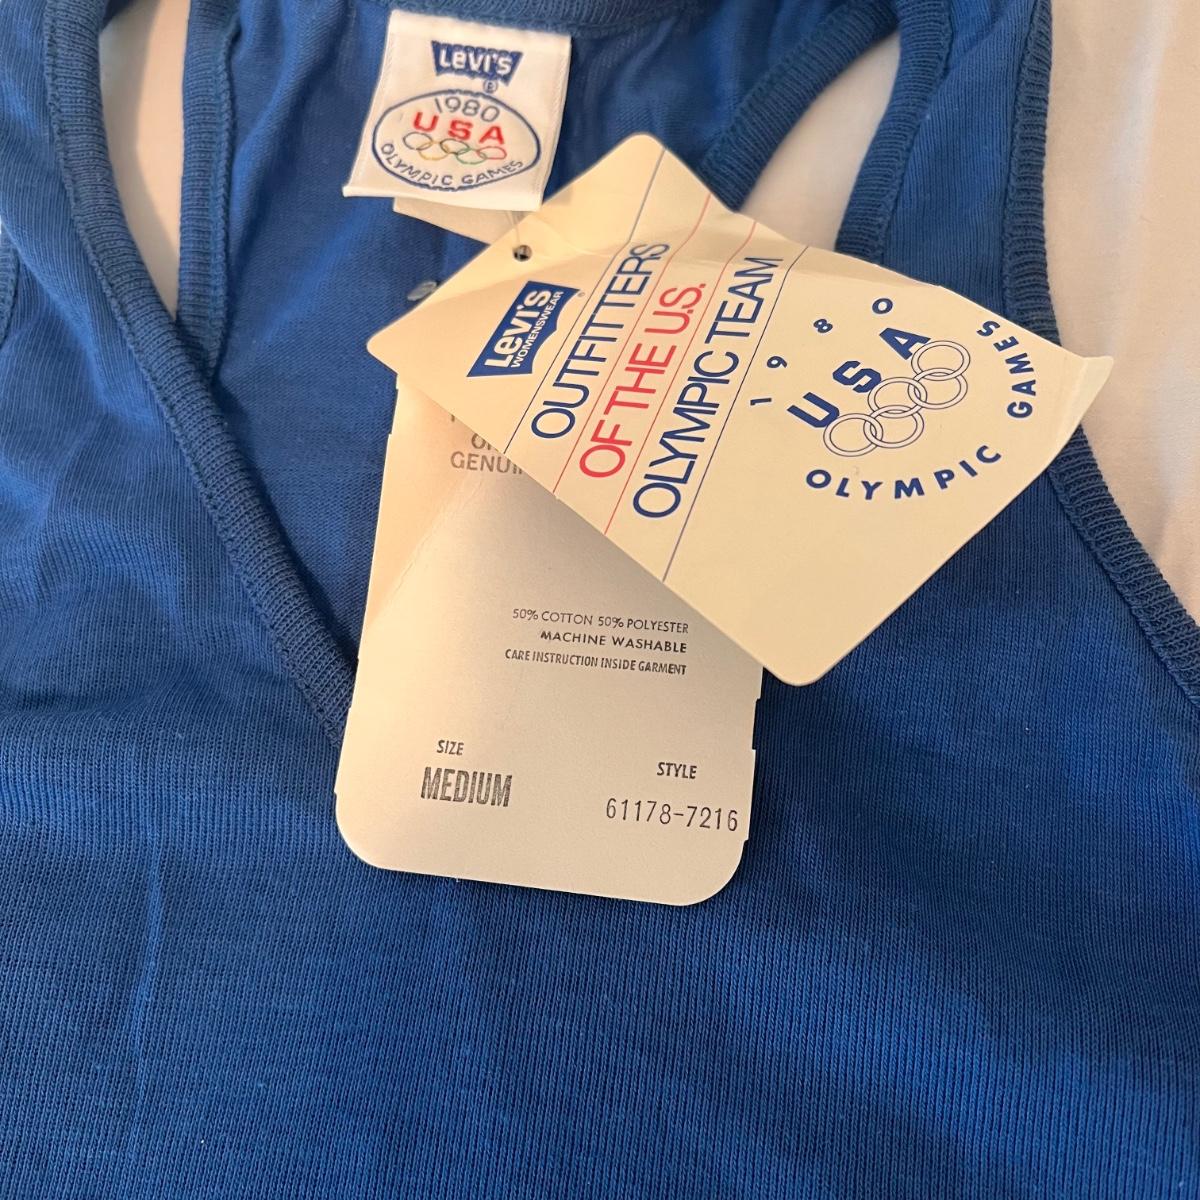 Levi's
®
1980
USA
OLYMPIC GAMES
Levi's
®
WOMENSWEAR
OUTFITTERS
OF THE U.S.
OLYMPIC TEAM
1980
USA
OLYMPIC GAMES
50% COTTON 50% POLYESTER
MACHINE WASHABLE
CARE INSTRUCTION INSIDE GARMENT
SIZE
MEDIUM
STYLE
61178-7216